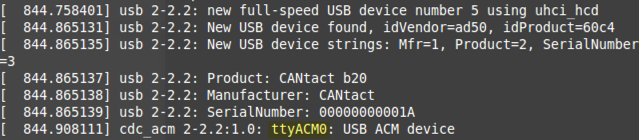 [  844.758401] usb 2-2.2: new full-speed USB device number 5 using uhci_hcd
[  844.865131] usb 2-2.2: New USB device found, idVendor=ad50, idProduct=60c4
[  844.865135] usb 2-2.2: New USB device strings: Mfr=1, Product=2, SerialNumber
=3
[  844.865137] usb 2-2.2: Product: CANtact b20
[  844.865138] usb 2-2.2: Manufacturer: CANtact
[  844.865139] usb 2-2.2: SerialNumber: 00000000001A
[  844.908111] cdc_acm 2-2.2:1.0: ttyACM0: USB ACM device